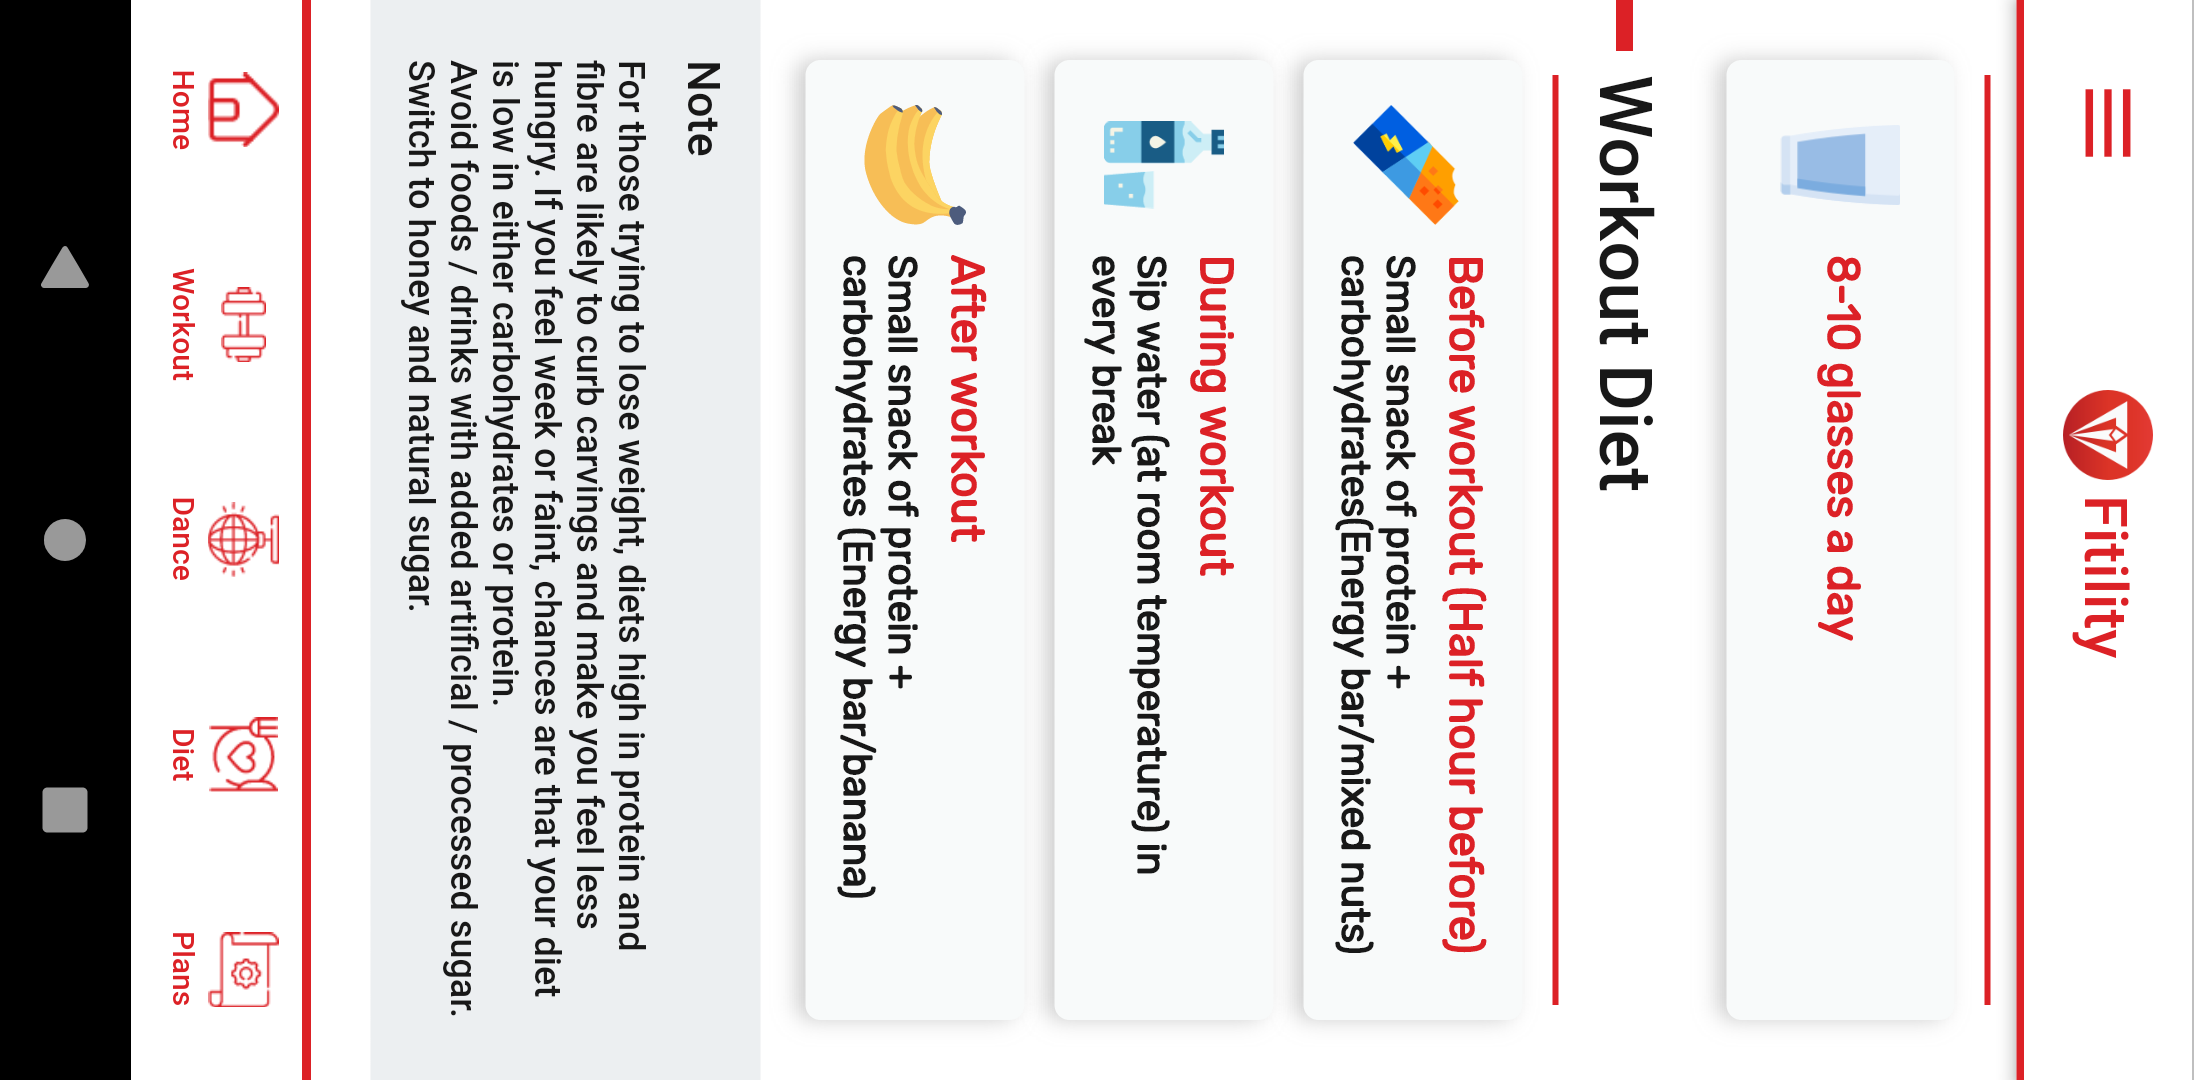 Fitility
8-10 glasses a day
Workout Diet
Before workout (Half hour before)
Small snack of protein +
carbohydrates(Energy bar/mixed nuts)
During workout
Sip water (at room temperature) in
every break
After workout
Small snack of protein +
carbohydrates (Energy bar/banana)
Note
For those trying to lose weight, diets high in protein and
fibre are likely to curb carvings and make you feel less
hungry. If you feel week or faint, chances are that your diet
is low in either carbohydrates or protein.
Avoid foods / drinks with added artificial / processed sugar.
Switch to honey and natural sugar.
Home
Workout
Dance
Diet
Plans